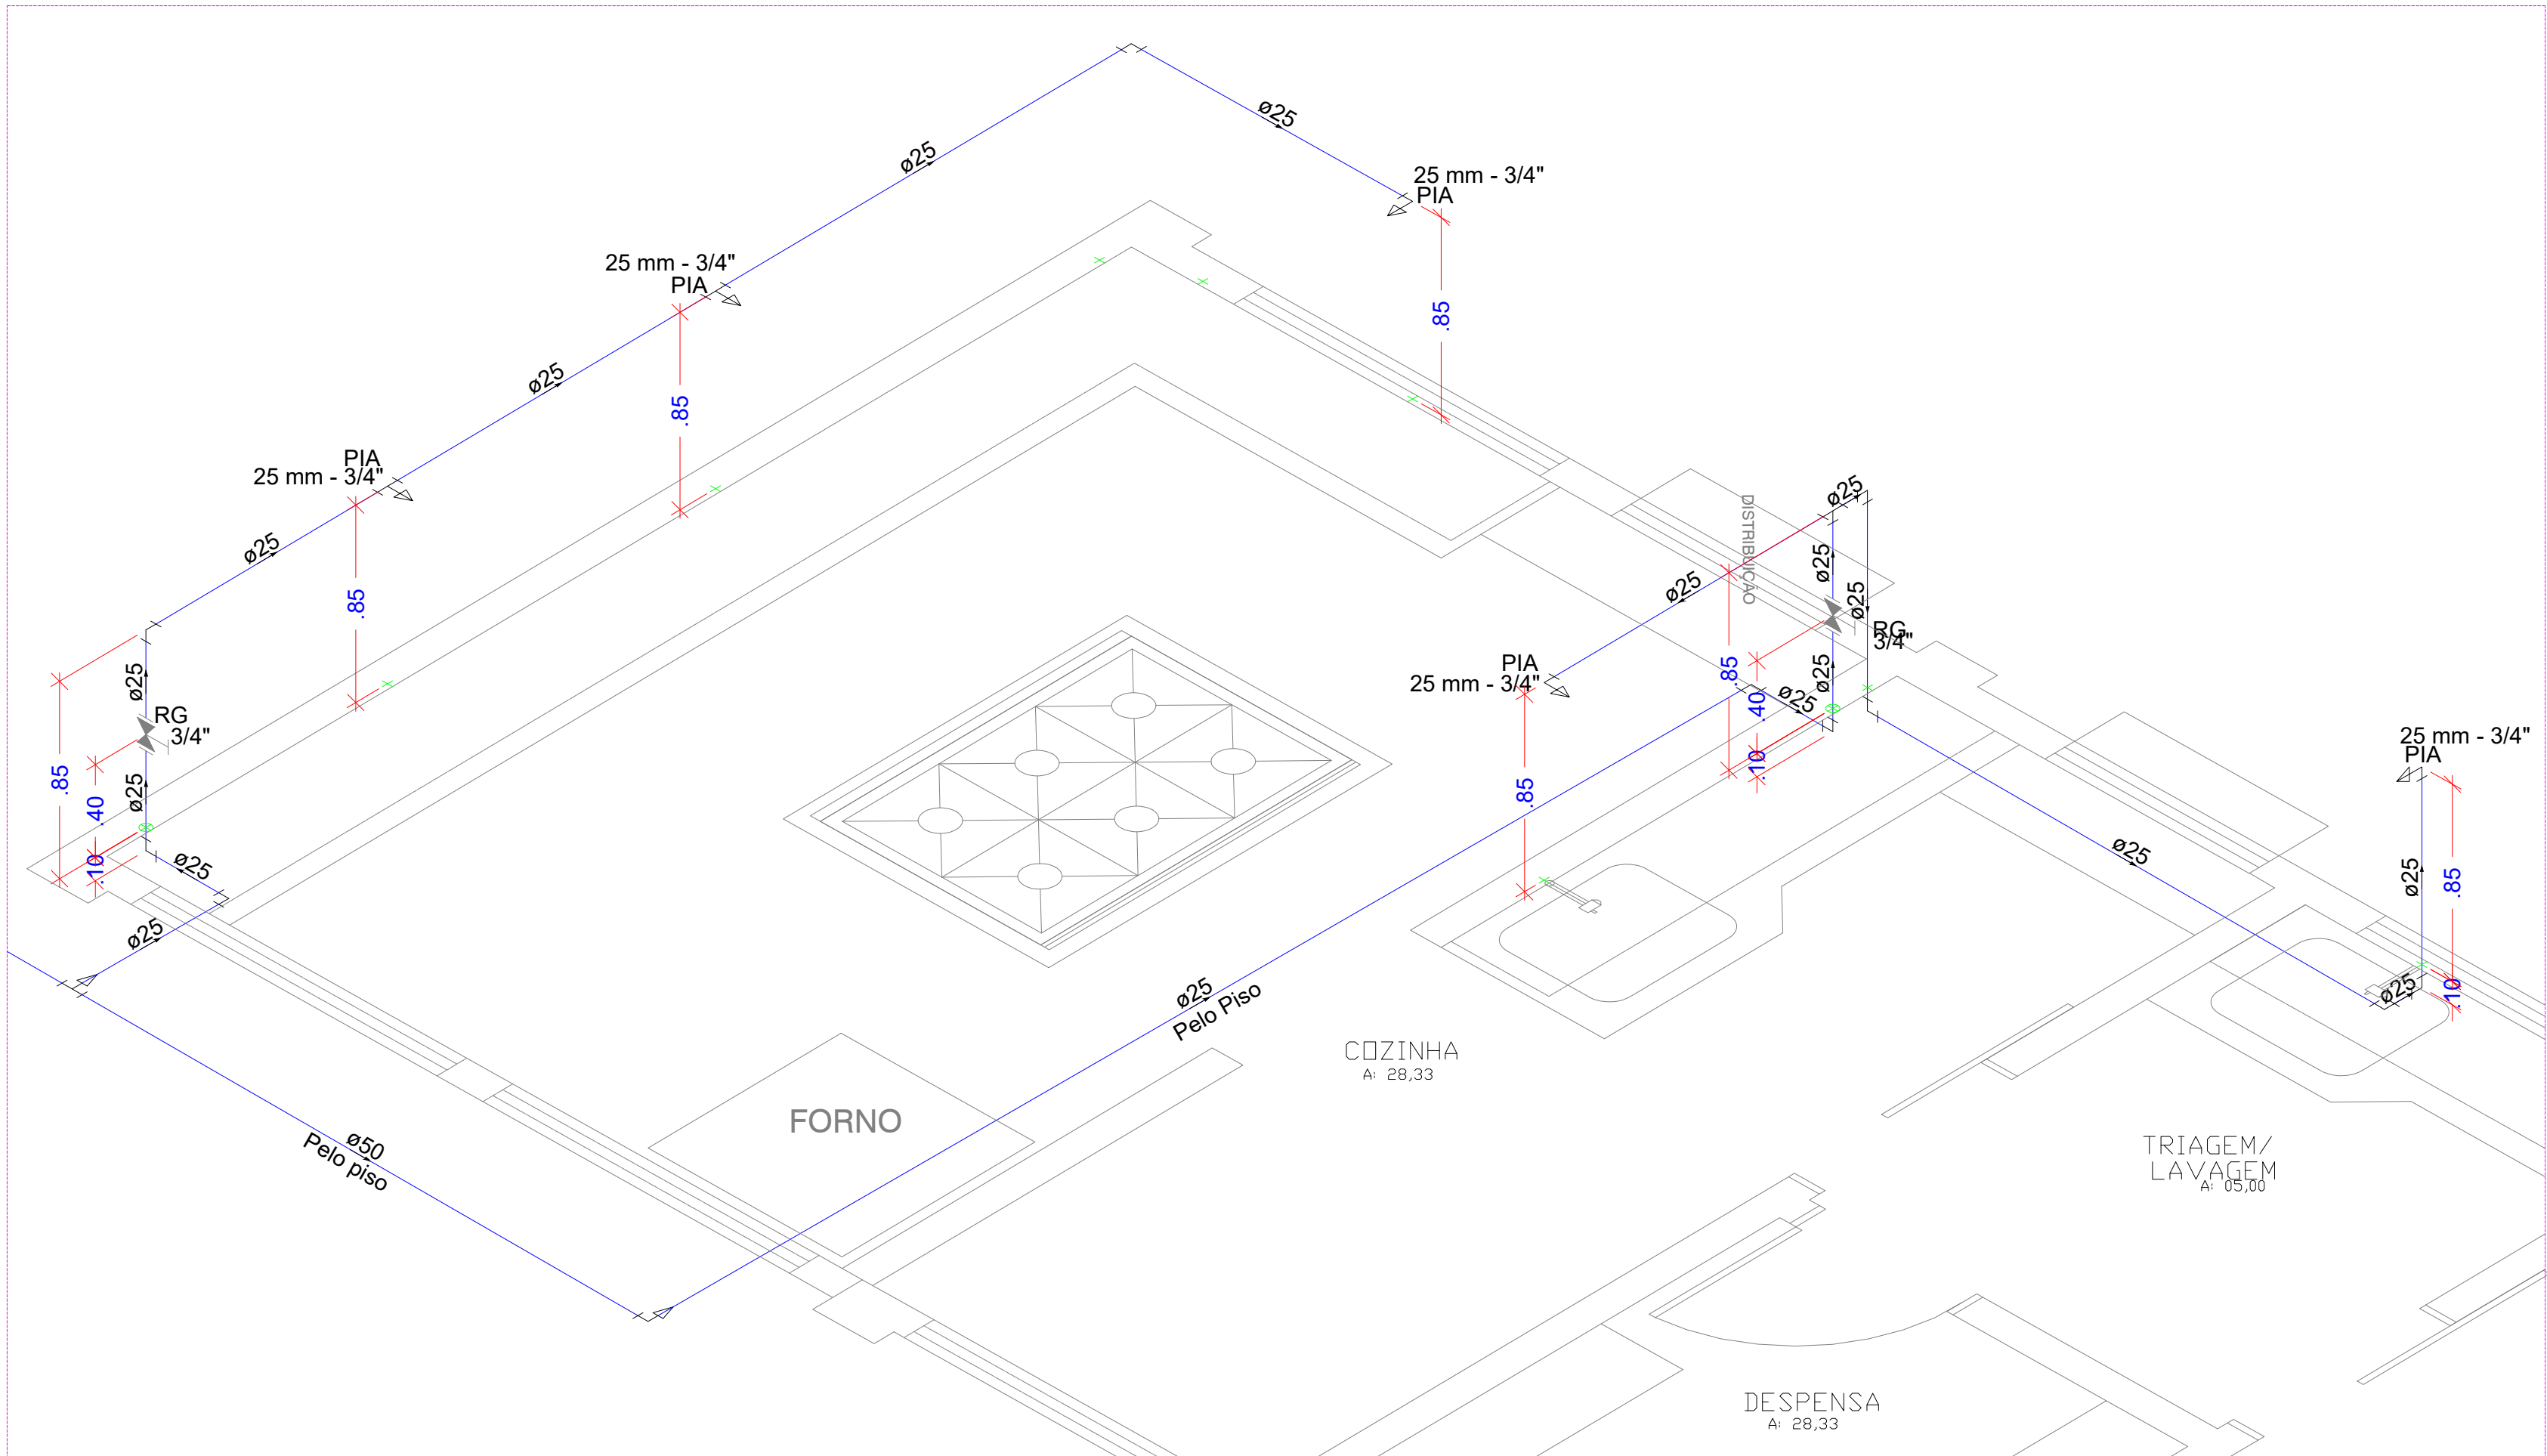 ø25
25 mm - 3/4"
PIA
ø25
.85
25 mm - 3/4"
PIA
ø25
.85
PIA
25 mm - 3/4"
ø25
.85
ø25
RG
3/4"
.85
ø25
.40
.10
ø25
ø25
ø50
Pelo piso
FORNO
ø25
Pelo Piso
COZINHA
A: 28,33
DISTRIBUIÇÃO
ø25
ø25
ø25
ø25
RG
3/4"
PIA
25 mm - 3/4"
.85
.85
.40
ø25
ø25
.10
ø25
25 mm - 3/4"
PIA
ø25
.85
ø25
.10
TRIAGEM/
LAVAGEM
A: 05,00
DESPENSA
A: 28,33